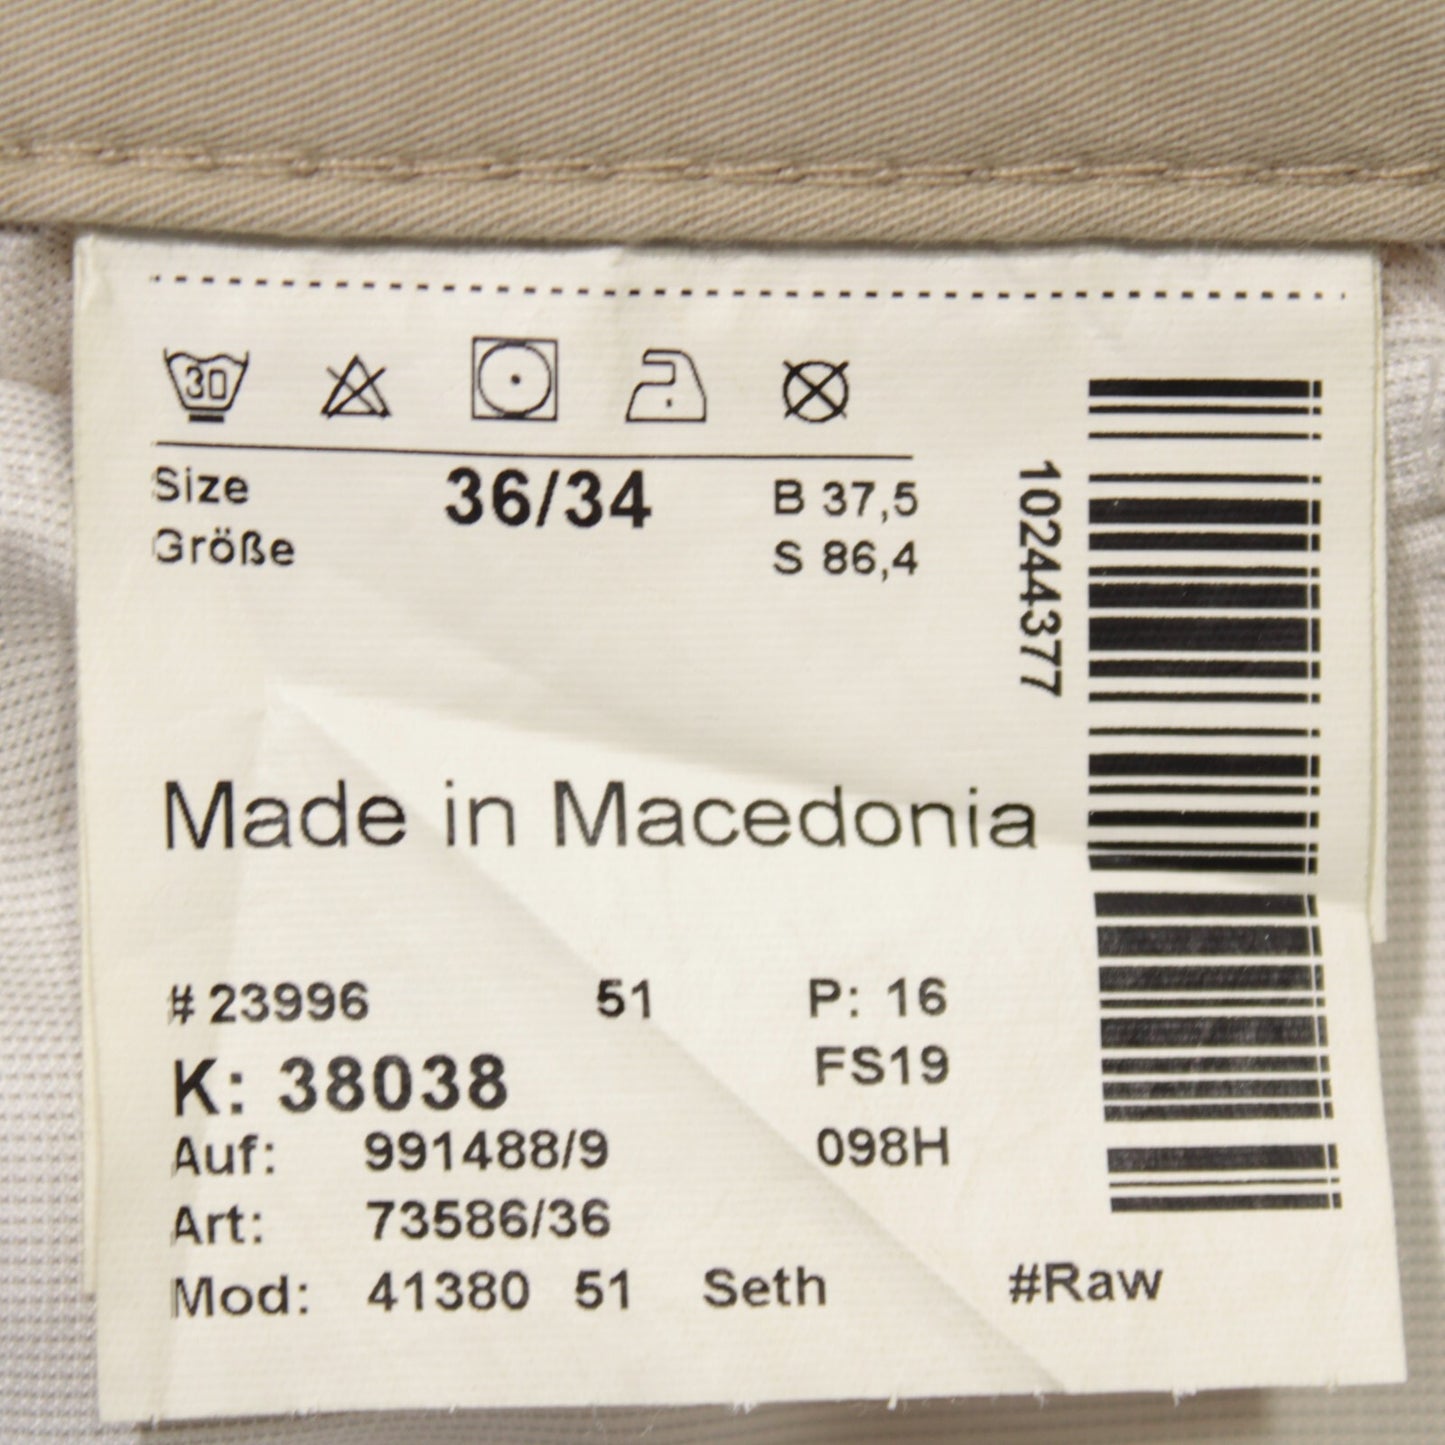 30
Size 36/34 B 37,5
Größe S 86,4
10244377
Made in Macedonia
# 23996 51 P: 16
K: 38038 FS19
Auf: 991488/9 098H
Art: 73586/36
Mod: 41380 51 Seth #Raw